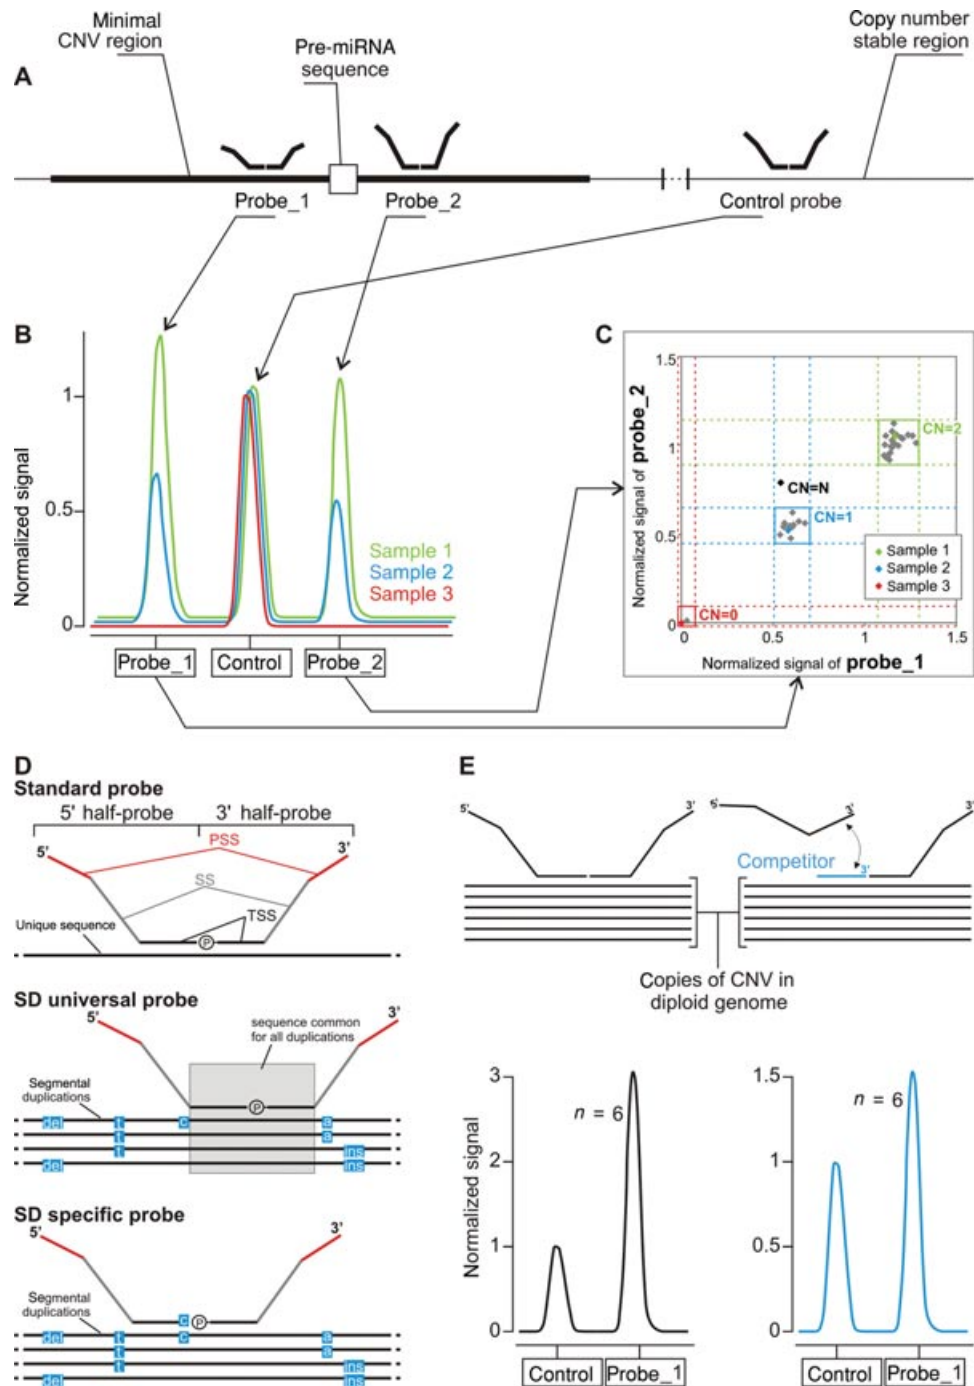 A
Minimal
CNV region
Pre-miRNA
sequence
Copy number
stable region
Probe_1
Probe_2
Control probe
B
Normalized signal
1
0.5
0
Sample 1
Sample 2
Sample 3
Probe_1
Control
Probe_2
C
Normalized signal of probe_2
1.5
1
0.5
0
CN=2
CN=N
CN=1
CN=0
Sample 1
Sample 2
Sample 3
0
0.5
1
1.5
Normalized signal of probe_1
D
Standard probe
5' half-probe
3' half-probe
5'
PSS
3'
SS
TSS
Unique sequence
P
SD universal probe
5'
sequence common
for all duplications
3'
Segmental
duplications
P
del t c a
t a
t ins
del ins
SD specific probe
5'
3'
Segmental
duplications
c P
del t c a
t a
t ins
del ins
E
5'
3'
5'
3'
3'
Competitor
3'
Copies of CNV in
diploid genome
Normalized signal
3
2
1
0
n = 6
Control
Probe_1
1.5
1
0.5
0
n = 6
Control
Probe_1